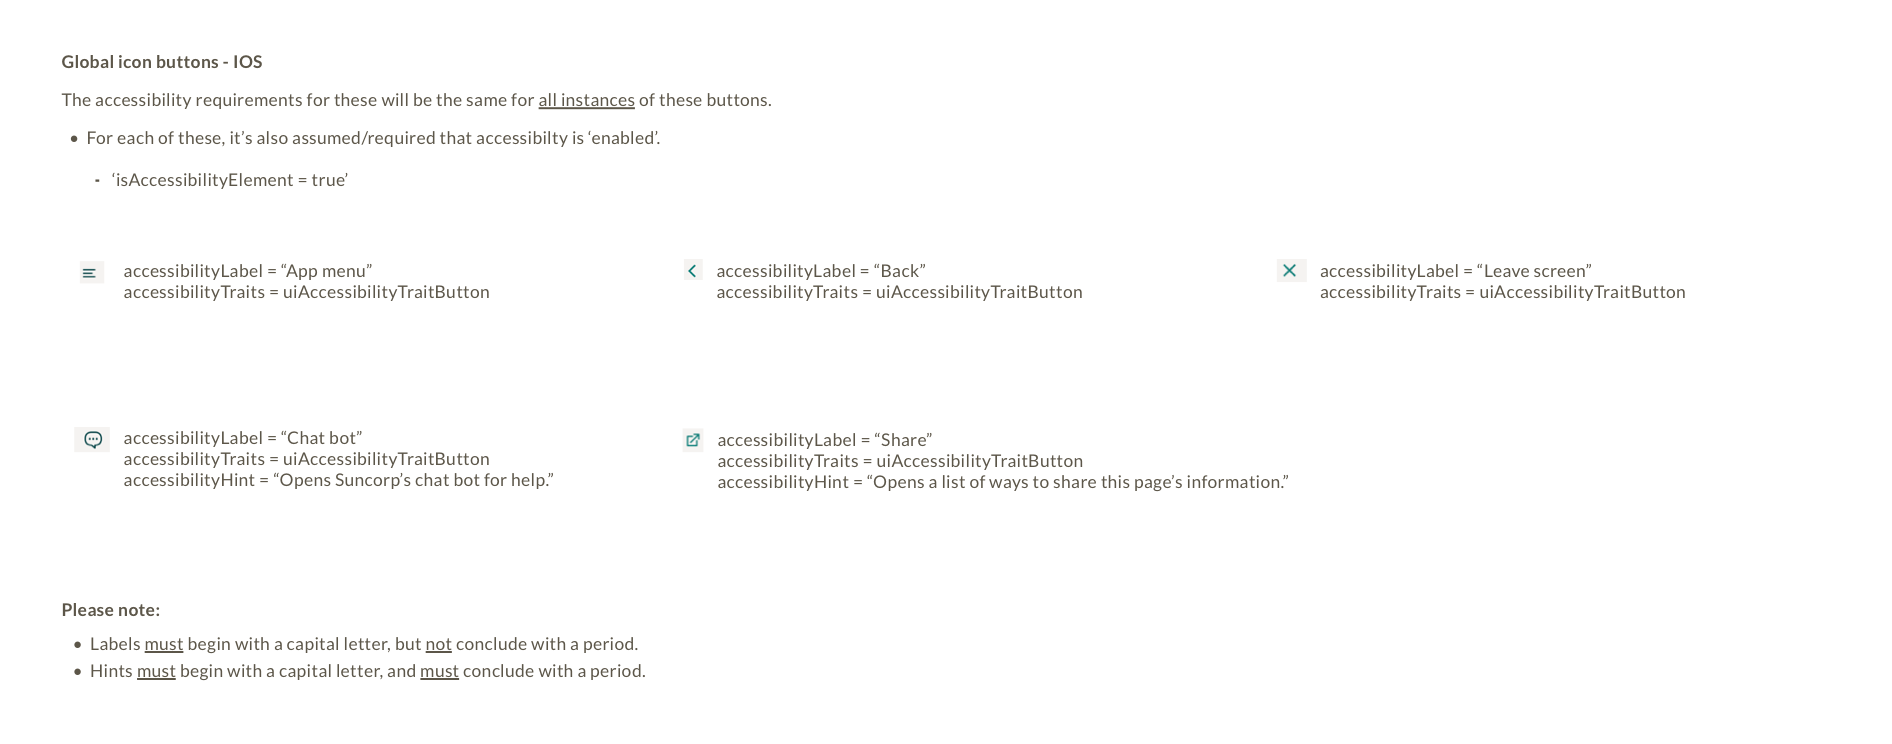 Global icon buttons - IOS
The accessibility requirements for these will be the same for all instances of these buttons.
• For each of these, it’s also assumed/required that accessibilty is ‘enabled’.
- ‘isAccessibilityElement = true’
accessibilityLabel = “App menu”
accessibilityTraits = uiAccessibilityTraitButton
accessibilityLabel = “Back”
accessibilityTraits = uiAccessibilityTraitButton
accessibilityLabel = “Leave screen”
accessibilityTraits = uiAccessibilityTraitButton
accessibilityLabel = “Chat bot”
accessibilityTraits = uiAccessibilityTraitButton
accessibilityHint = “Opens Suncorp’s chat bot for help.”
accessibilityLabel = “Share”
accessibilityTraits = uiAccessibilityTraitButton
accessibilityHint = “Opens a list of ways to share this page’s information.”
Please note:
• Labels must begin with a capital letter, but not conclude with a period.
• Hints must begin with a capital letter, and must conclude with a period.